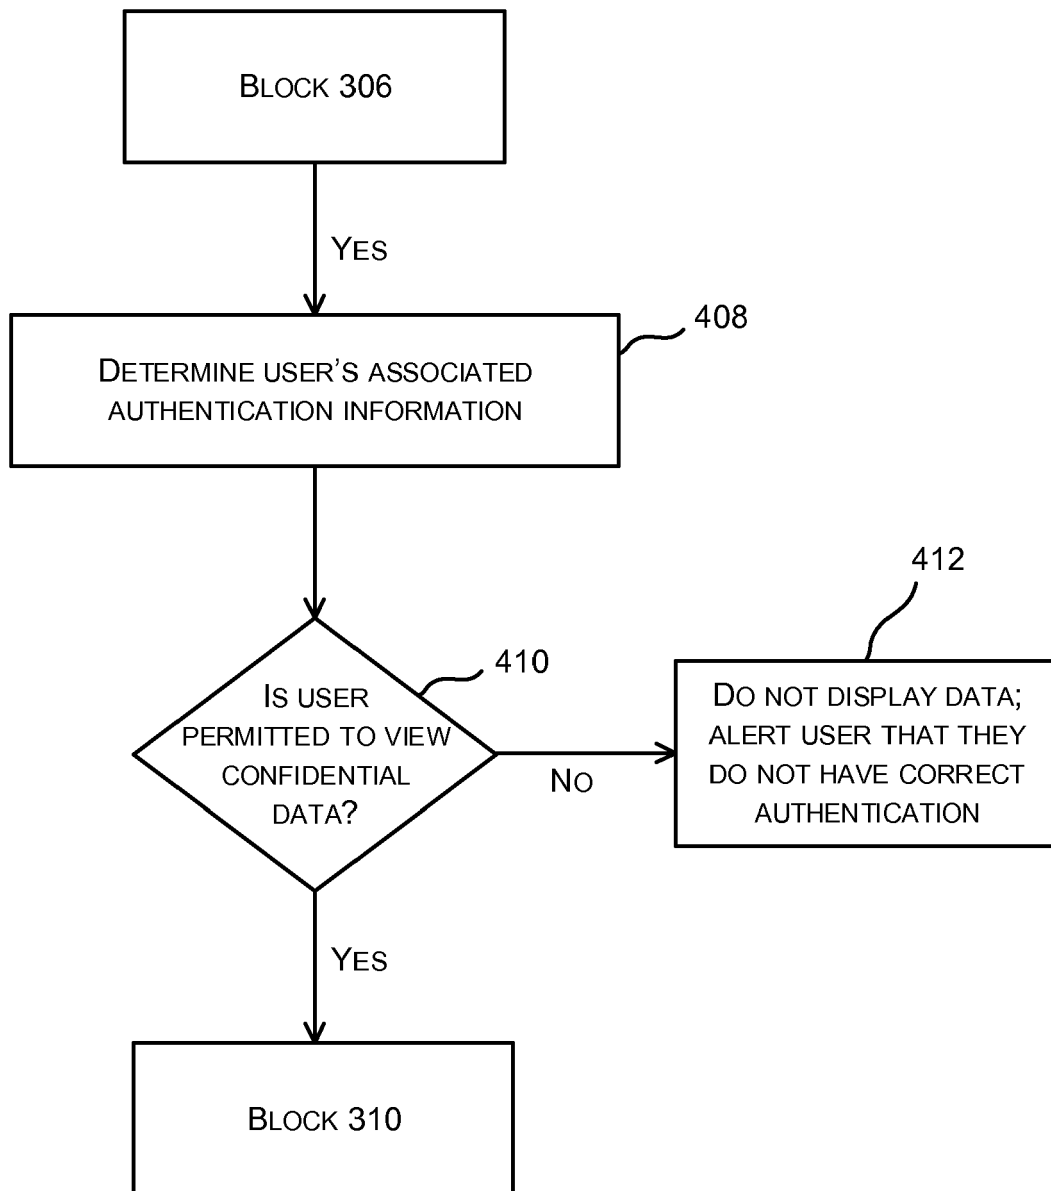 BLOCK 306
YES
408
DETERMINE USER'S ASSOCIATED
AUTHENTICATION INFORMATION
412
410
IS USER
PERMITTED TO VIEW
CONFIDENTIAL
DATA?
NO
DO NOT DISPLAY DATA;
ALERT USER THAT THEY
DO NOT HAVE CORRECT
AUTHENTICATION
YES
BLOCK 310